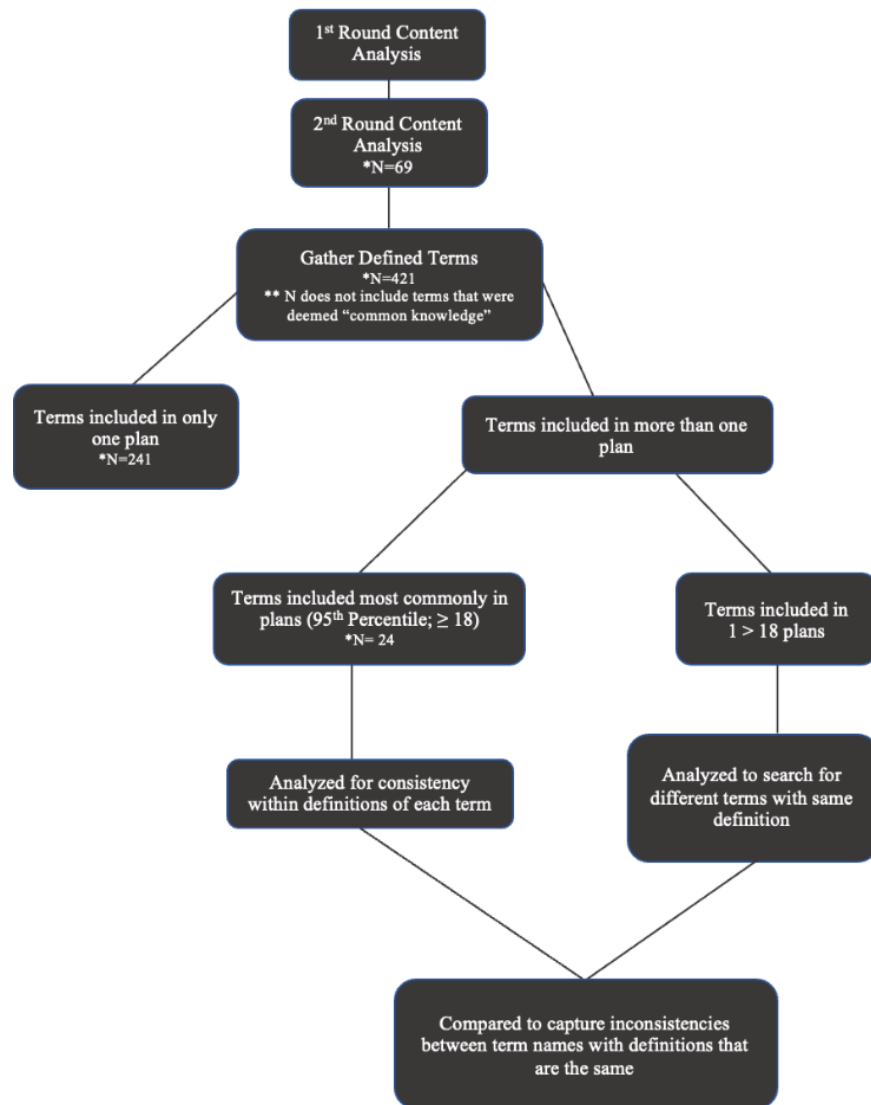 1st Round Content
Analysis
2nd Round Content
Analysis
*N=69
Gather Defined Terms
*N=421
** N does not include terms that were
deemed “common knowledge”
Terms included in only
one plan
*N=241
Terms included in more than one
plan
Terms included most commonly in
plans (95th Percentile; ≥ 18)
*N= 24
Terms included in
1 > 18 plans
Analyzed for consistency
within definitions of each term
Analyzed to search for
different terms with same
definition
Compared to capture inconsistencies
between term names with definitions that
are the same